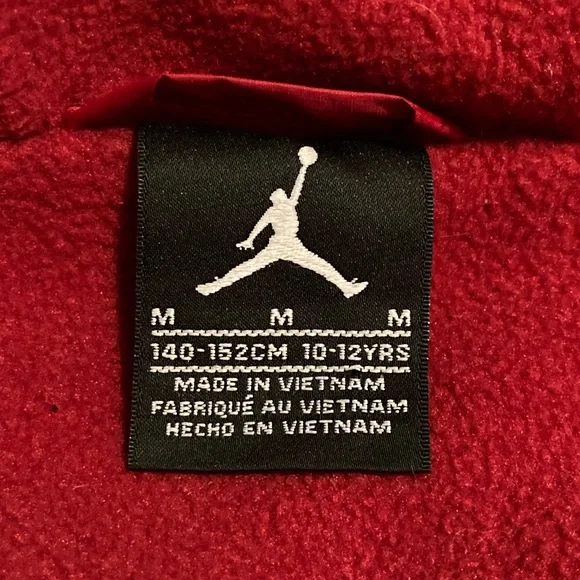 M M M
140-152CM 10-12YRS
MADE IN VIETNAM
FABRIQUÉ AU VIETNAM
HECHO EN VIETNAM